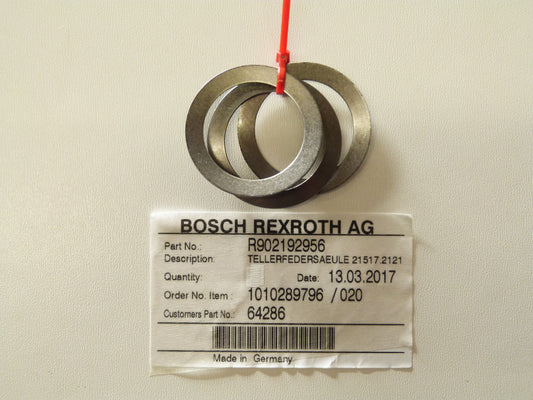 BOSCH REXROTH AG
Part No.: R902192956
Description: TELLERFEDERSAEULE 21517.2121
Quantity: Date: 13.03.2017
Order No. Item : 1010289796 / 020
Customers Part No.: 64286
Made in Germany